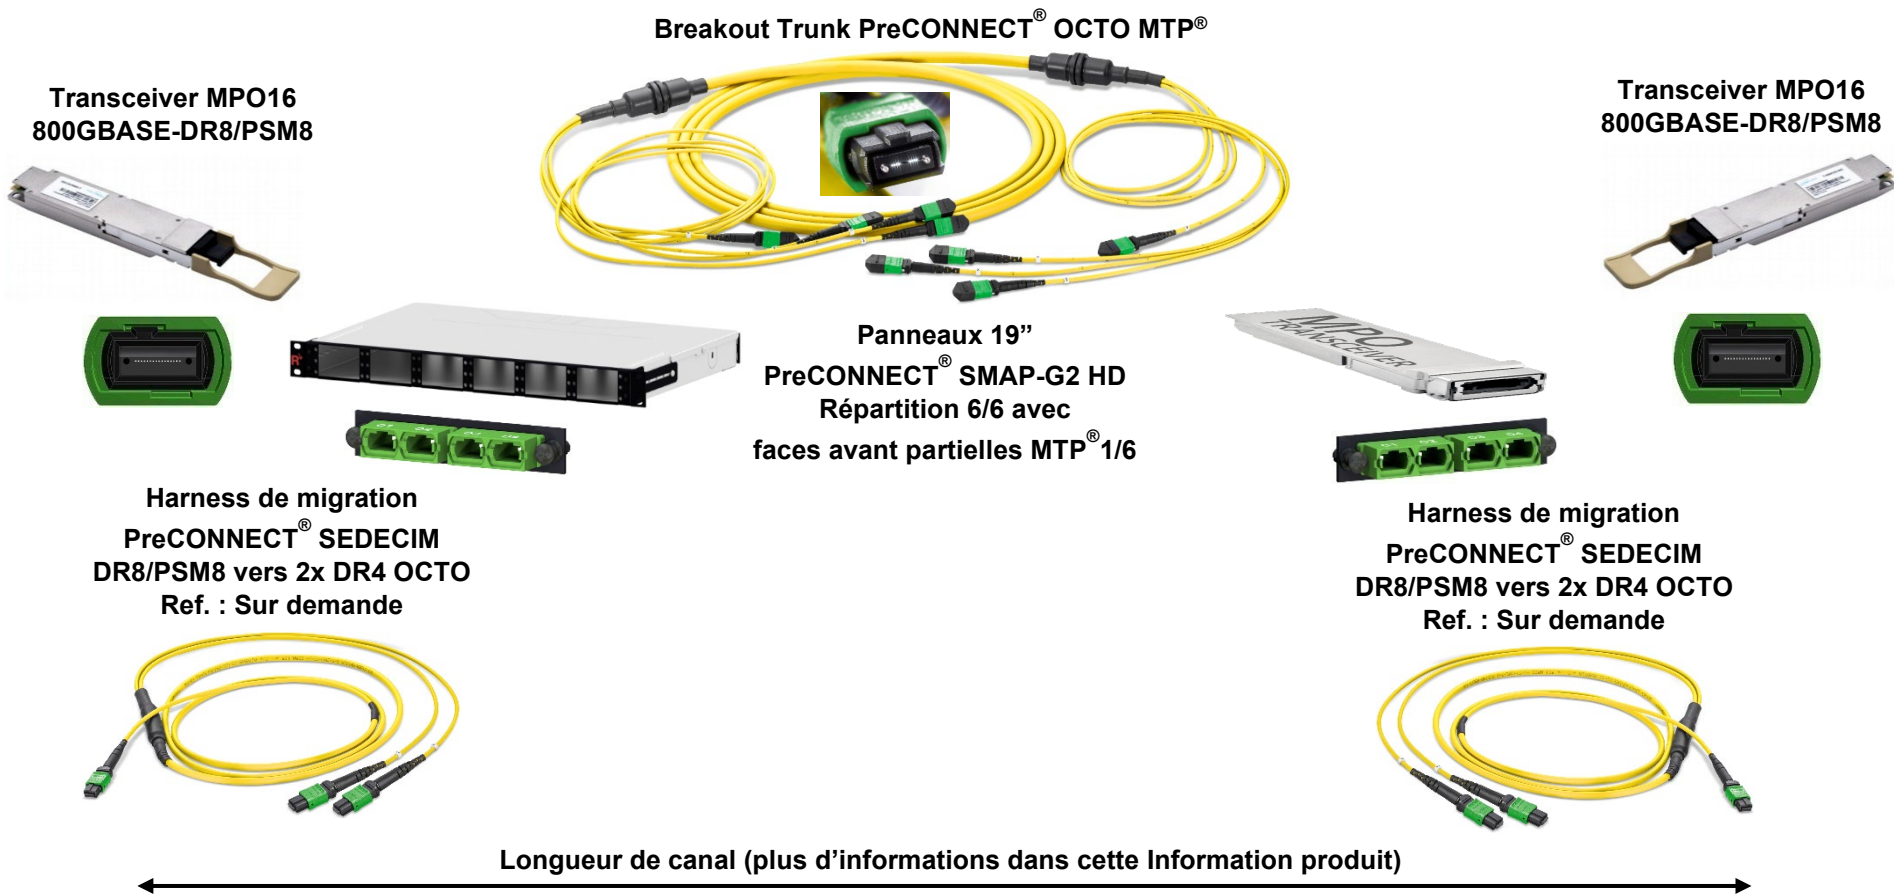 Breakout Trunk PreCONNECT® OCTO MTP®
Transceiver MPO16
800GBASE-DR8/PSM8
Transceiver MPO16
800GBASE-DR8/PSM8
Panneaux 19”
PreCONNECT® SMAP-G2 HD
Répartition 6/6 avec
faces avant partielles MTP®1/6
MPO
TRANSCEIVER
Harness de migration
PreCONNECT® SEDECIM
DR8/PSM8 vers 2x DR4 OCTO
Ref. : Sur demande
Harness de migration
PreCONNECT® SEDECIM
DR8/PSM8 vers 2x DR4 OCTO
Ref. : Sur demande
Longueur de canal (plus d’informations dans cette Information produit)